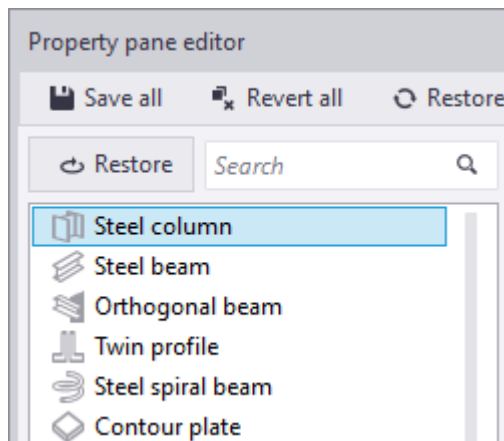 Property pane editor
Save all Revert all Restore
Restore Search
Steel column
Steel beam
Orthogonal beam
Twin profile
Steel spiral beam
Contour plate